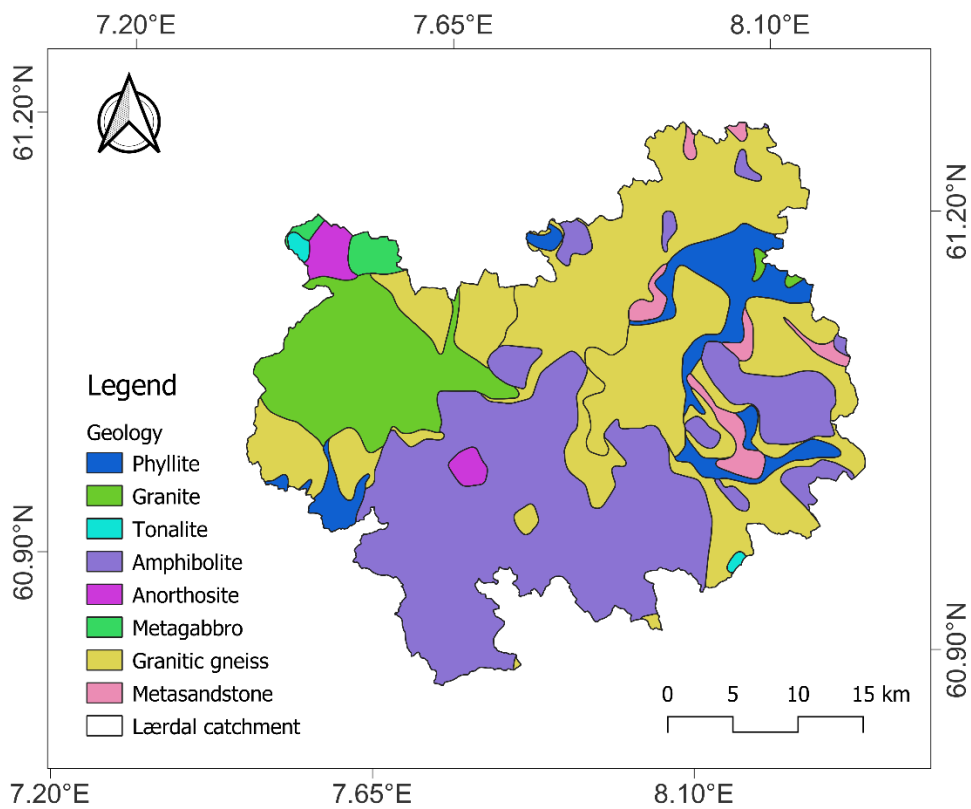 7.20°E 7.65°E 8.10°E
61.20°N
61.20°N
Legend
Geology
Phyllite
Granite
Tonalite
Amphibolite
Anorthosite
Metagabbro
Granitic gneiss
Metasandstone
Lærdal catchment
60.90°N
60.90°N
0 5 10 15 km
7.20°E 7.65°E 8.10°E